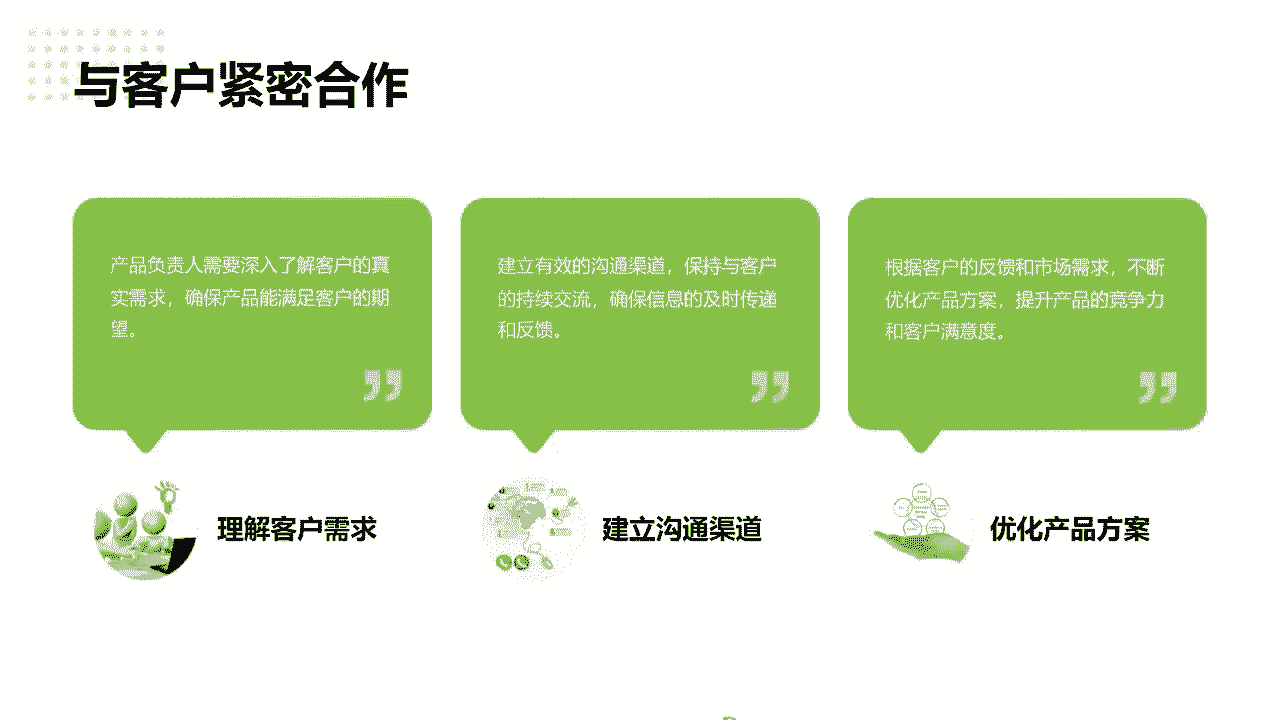 与客户紧密合作
产品负责人需要深入了解客户的真
实需求，确保产品能满足客户的期
望。
建立有效的沟通渠道，保持与客户
的持续交流，确保信息的及时传递
和反馈。
根据客户的反馈和市场需求，不断
优化产品方案，提升产品的竞争力
和客户满意度。
理解客户需求
建立沟通渠道
优化产品方案